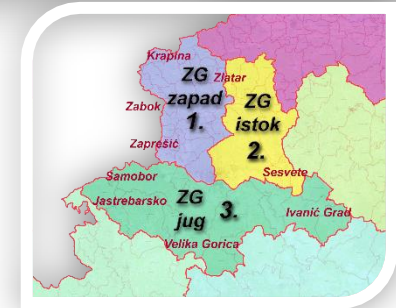 Krapina
ZG
zapad
1.
Zlatar
Zabok
ZG
istok
2.
Zaprešić
Samobor
Sesvete
Jastrebarsko
ZG
jug
3.
Ivanić Grad
Velika Gorica